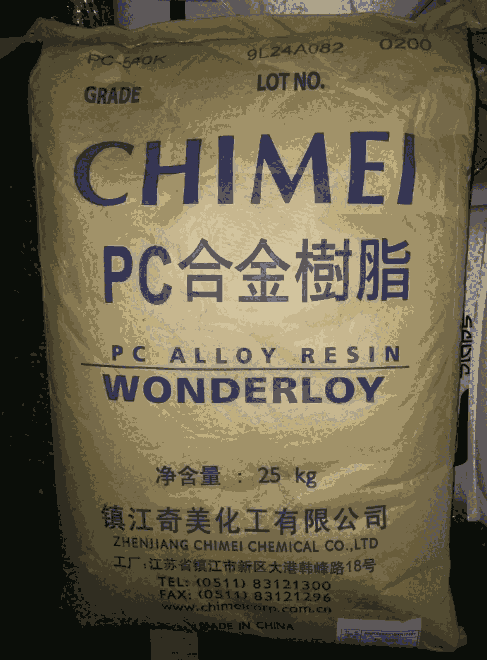 PC-540K 9L24A082 0200
GRADE LOT NO.
CHIMEI
PC合金樹脂
PC ALLOY RESIN
WONDERLOY
净含量 : 25 kg
镇江奇美化工有限公司
ZHENJIANG CHIMEI CHEMICAL CO.,LTD
工厂:江苏省镇江市新区大港韩峰路18号
TEL: (0511) 83121300
FAX: (0511) 83121296
www.chimeicorp.com.cn
MADE IN CHINA